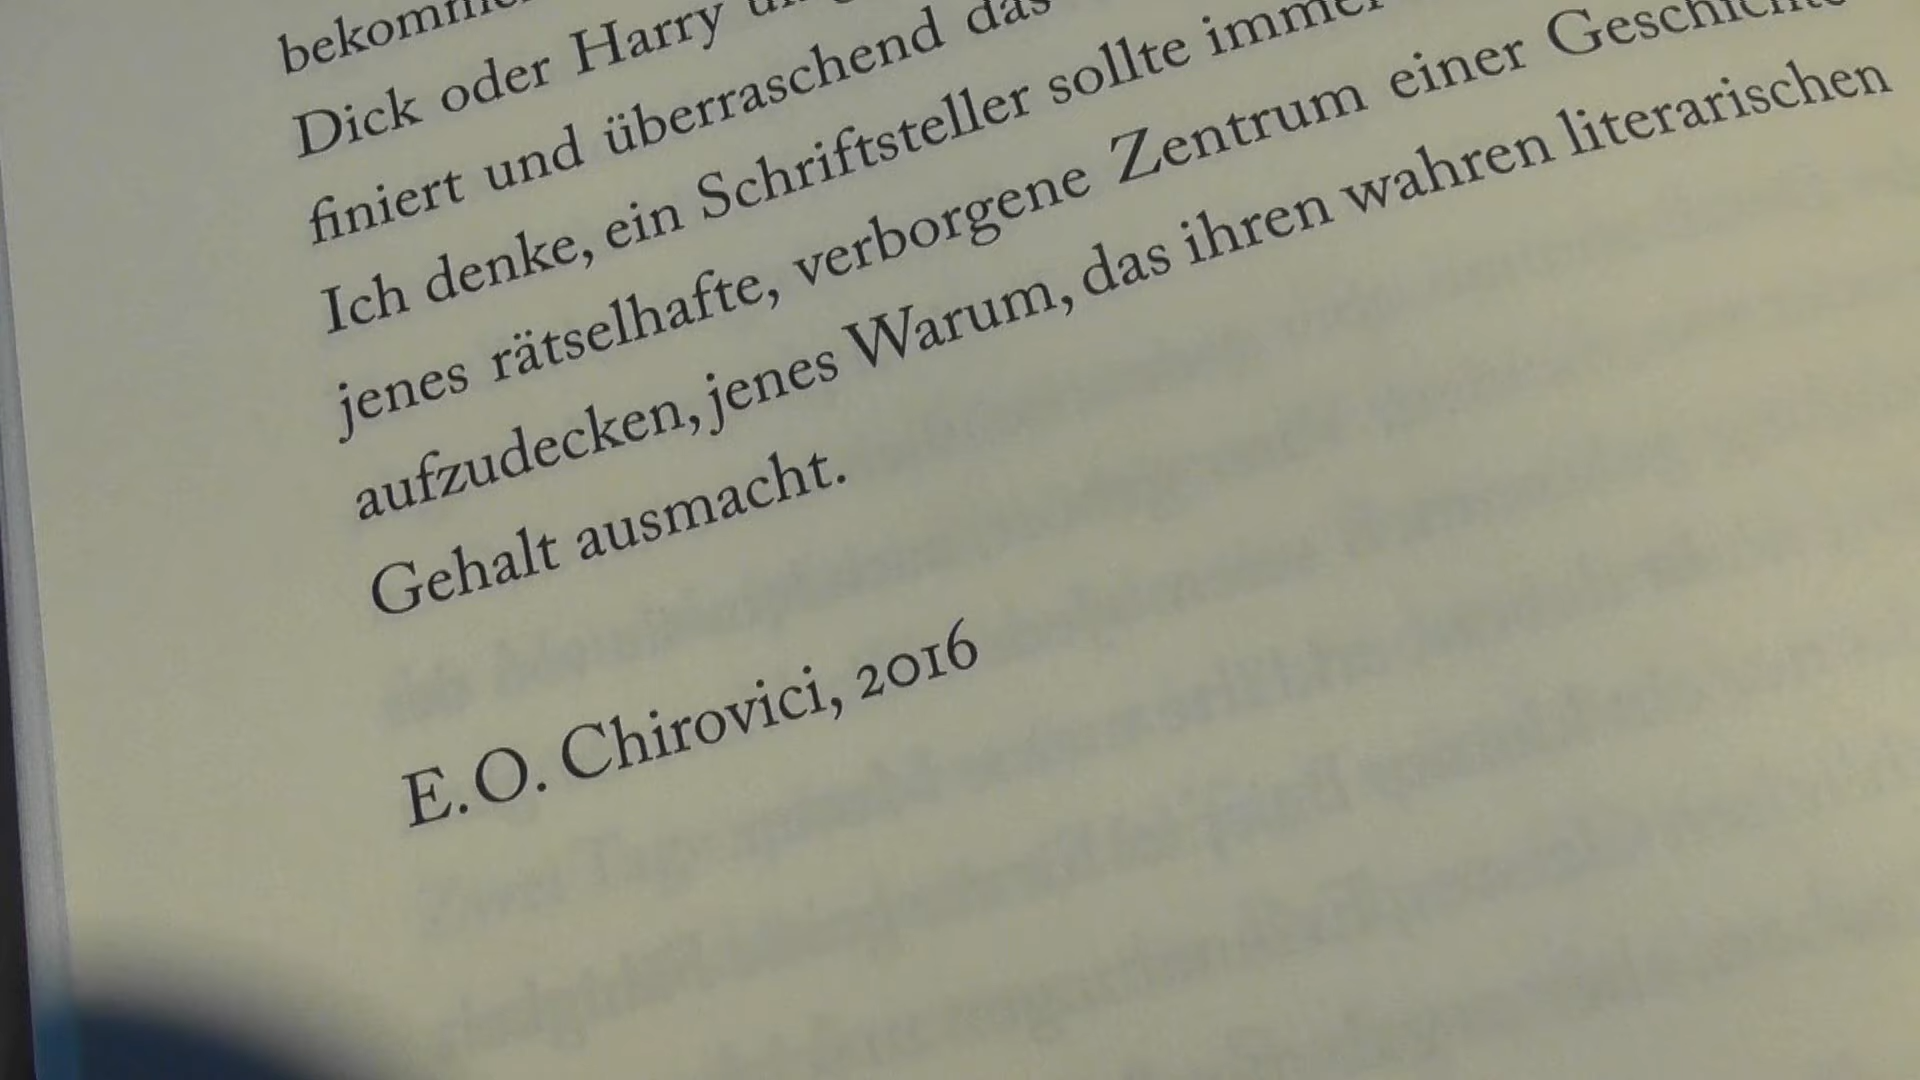 Dick oder Harry
finiert und überraschend das
Ich denke, ein Schriftsteller sollte immer
jenes rätselhafte, verborgene Zentrum einer Geschichte
aufzudecken, jenes Warum, das ihren wahren literarischen
Gehalt ausmacht.
E. O. Chirovici, 2016